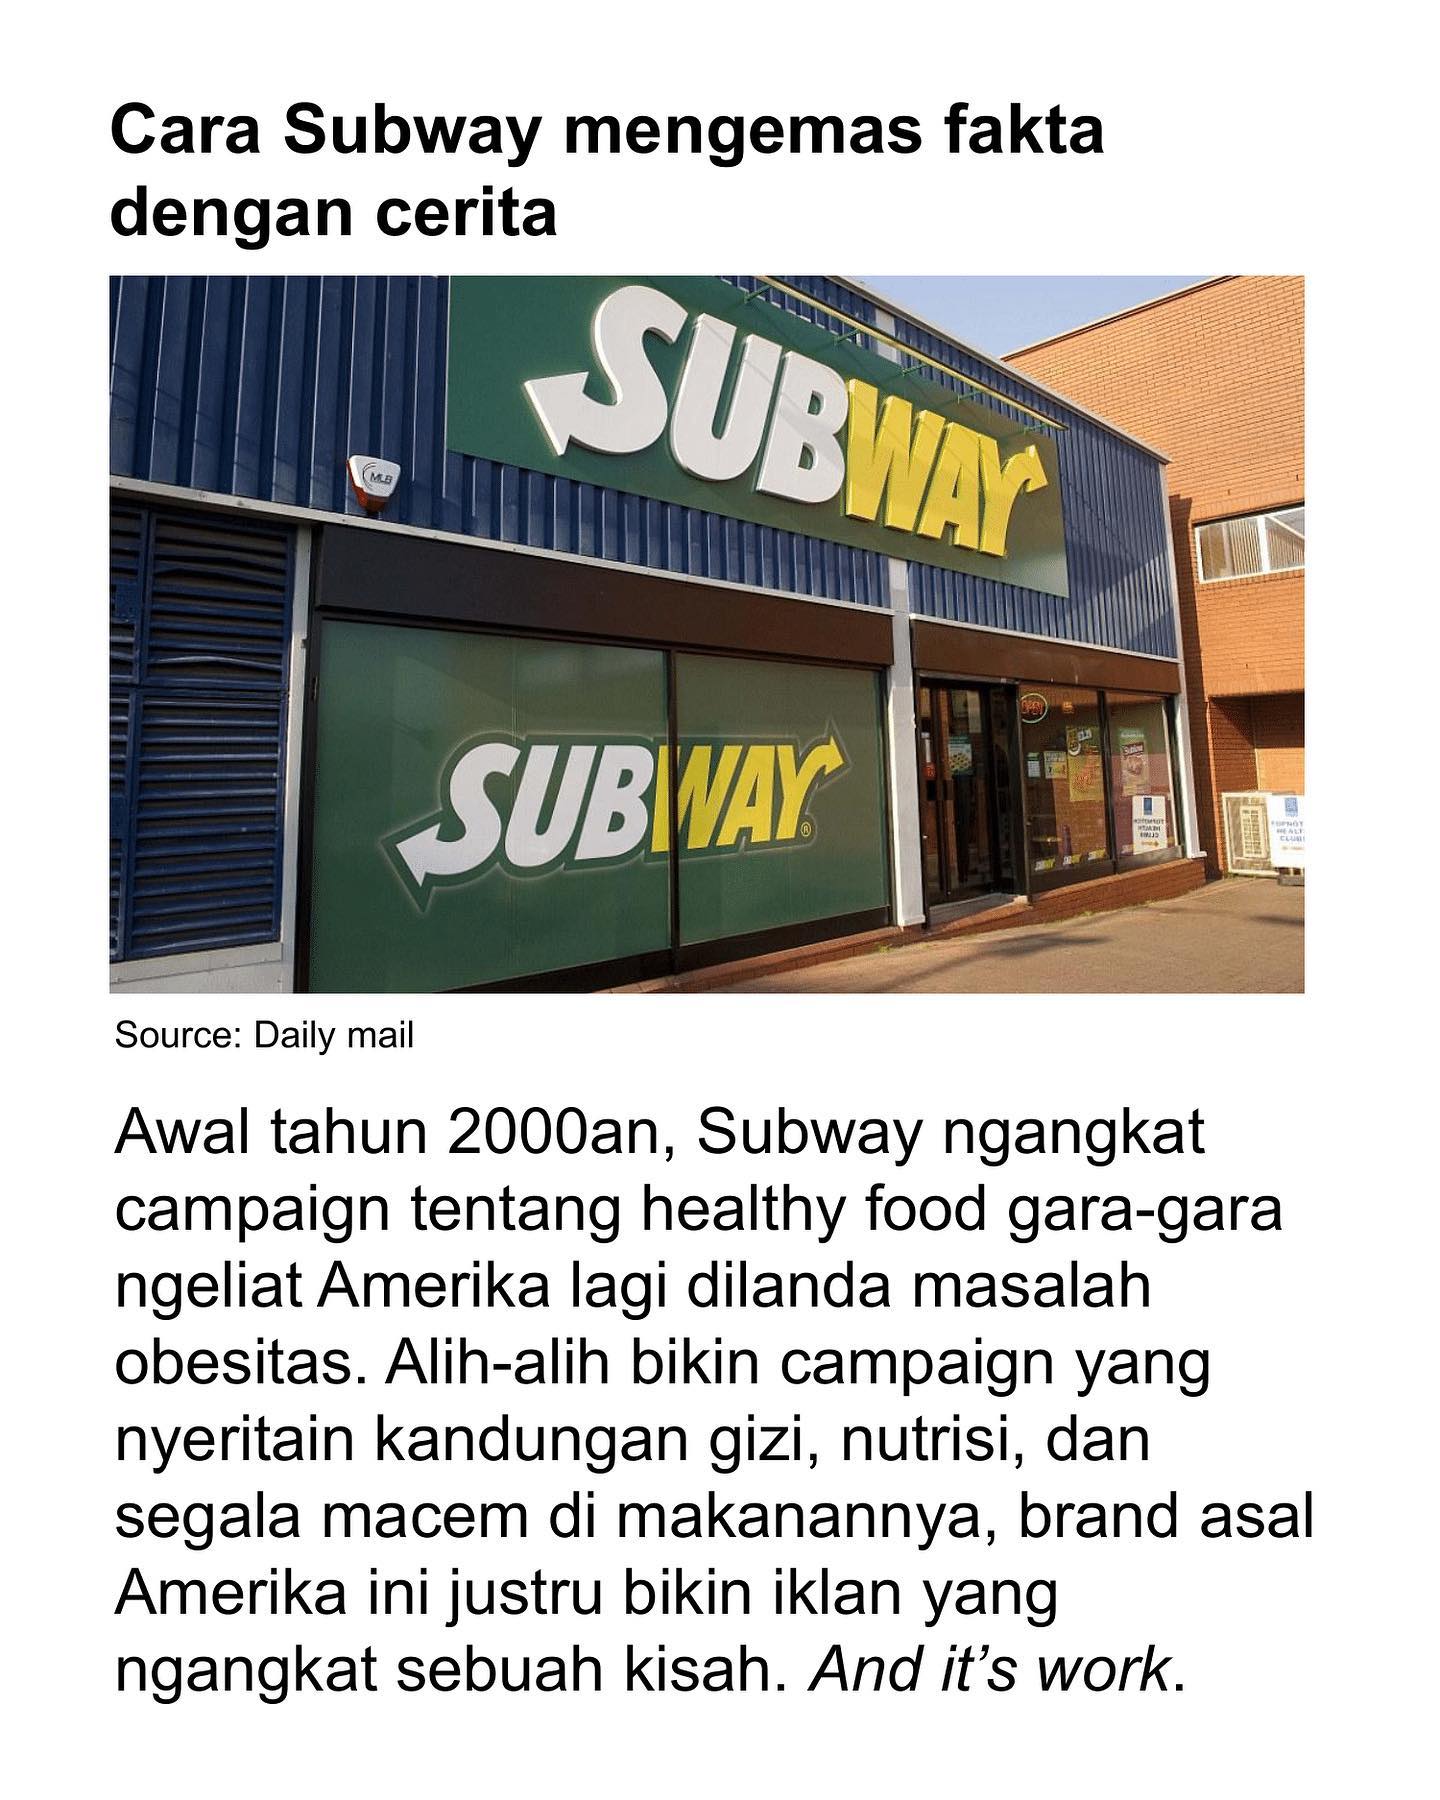 Cara Subway mengemas fakta
dengan cerita
SUBWAY
MLB
SUBWAY
OPEN
Source: Daily mail
Awal tahun 2000an, Subway ngangkat
campaign tentang healthy food gara-gara
ngeliat Amerika lagi dilanda masalah
obesitas. Alih-alih bikin campaign yang
nyeritain kandungan gizi, nutrisi, dan
segala macem di makanannya, brand asal
Amerika ini justru bikin iklan yang
ngangkat sebuah kisah. And it’s work.